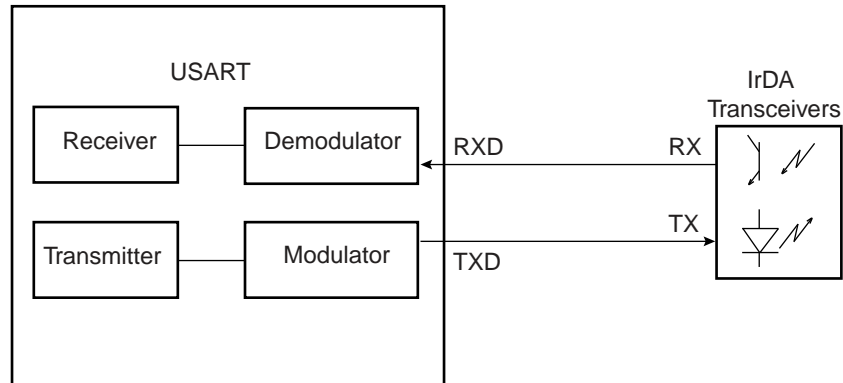 USART
IrDA
Transceivers
Receiver
Demodulator
RXD
RX
Transmitter
Modulator
TXD
TX